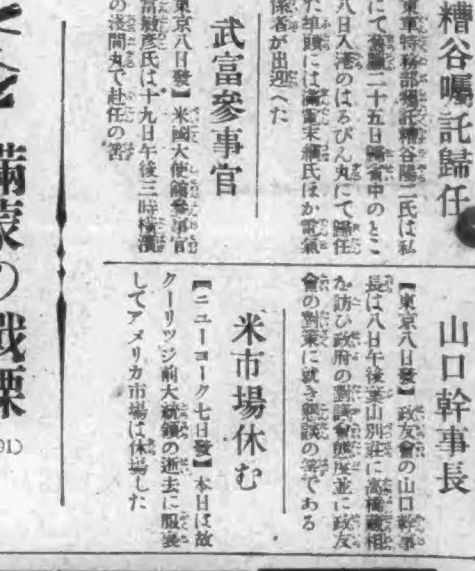 糟谷囑託歸任
東軍特務部囑託糟谷陽二氏は私
にて舊臘二十五日歸省中のとこ
八日入港のはるびん丸にて歸任
た埠頭には滿電末綱氏ほか電氣
係者が出迎へた
武富參事官
東京八日發】米國大使館參事官
富敏彦氏は十九日午後三時橫濱
の淺間丸で赴任の筈
滿蒙の戰慄
山口幹事長
【東京八日發】政友會の山口幹事
長は八日午後葉山別莊に高橋藏相
を訪ひ政府の對議會態度並に政友
會の對策に就き懇談の筈である
米市場休む
【ニューヨーク七日發】本日は故
クーリッジ前大統領の逝去に服喪
してアメリカ市場は休場した